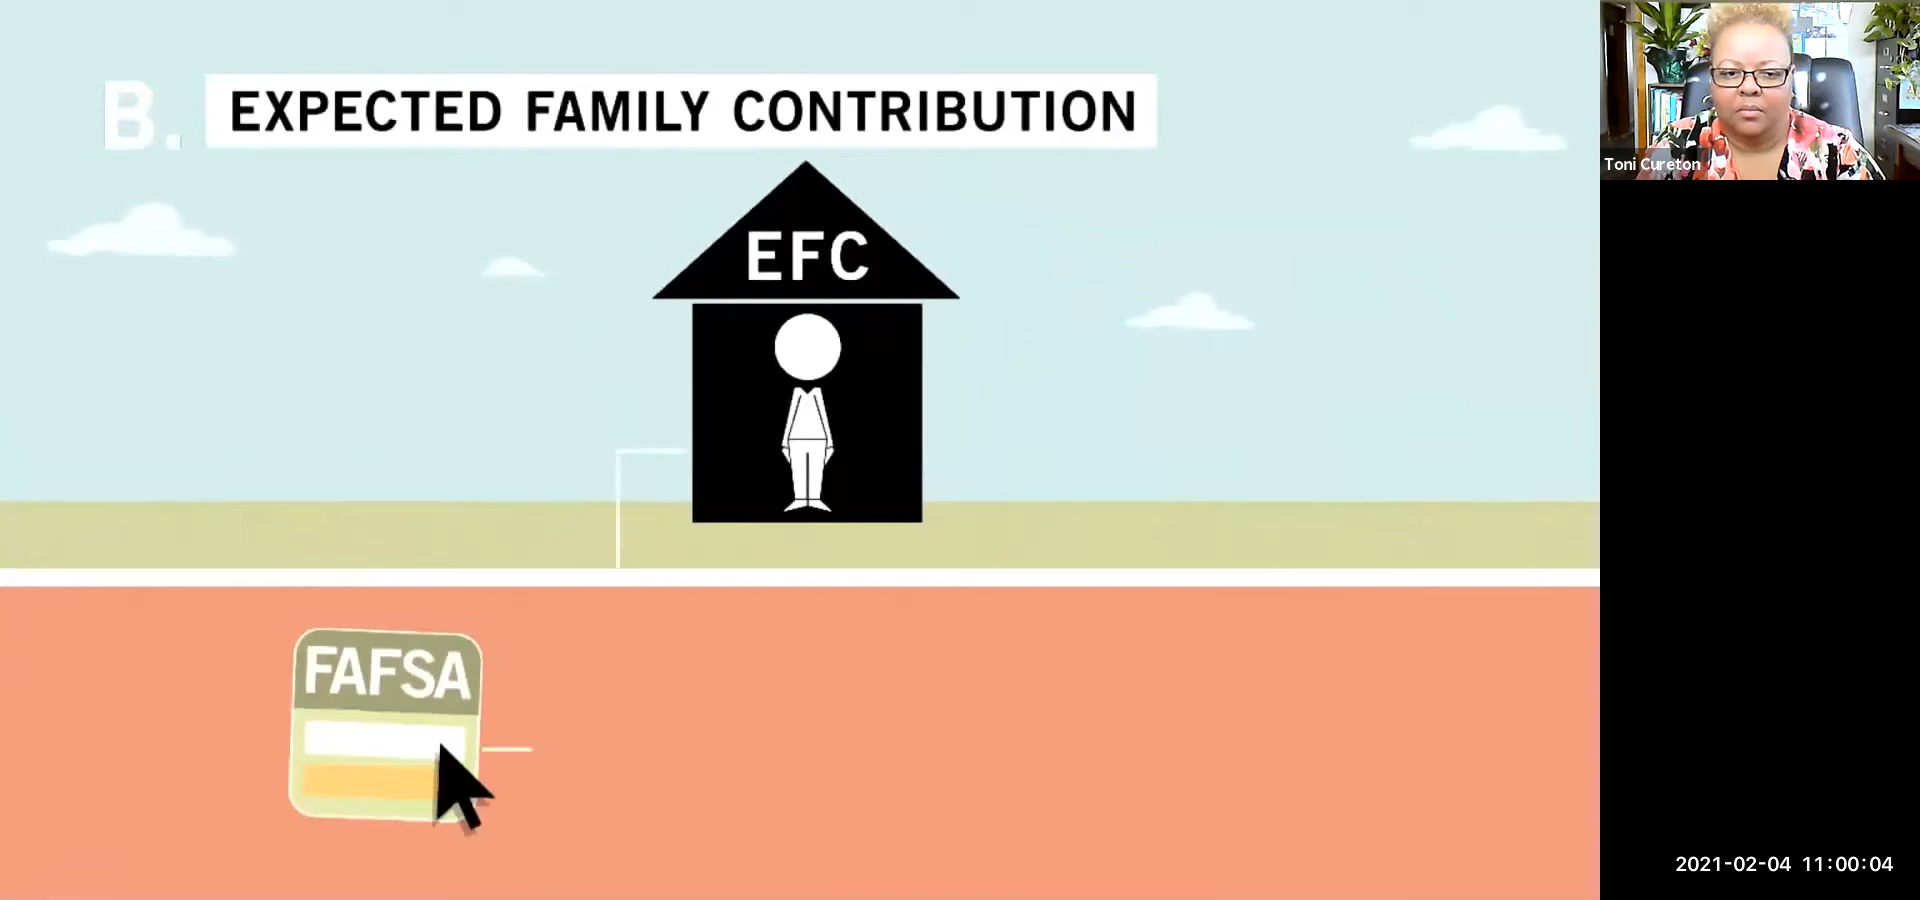 B. EXPECTED FAMILY CONTRIBUTION
EFC
FAFSA
Toni Cureton
2021-02-04 11:00:04